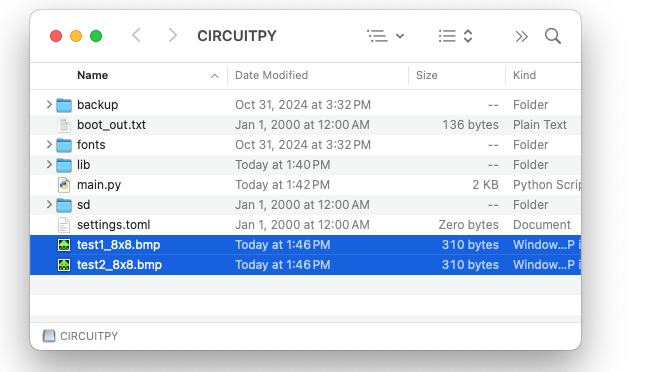 CIRCUITPY
Name Date Modified Size Kind
backup Oct 31, 2024 at 3:32 PM -- Folder
boot_out.txt Jan 1, 2000 at 12:00 AM 136 bytes Plain Text
fonts Oct 31, 2024 at 3:32 PM -- Folder
lib Today at 1:40 PM -- Folder
main.py Today at 1:42 PM 2 KB Python Scrip
sd Jan 1, 2000 at 12:00 AM -- Folder
settings.toml Jan 1, 2000 at 12:00 AM Zero bytes Document
test1_8x8.bmp Today at 1:46 PM 310 bytes Window...P i
test2_8x8.bmp Today at 1:46 PM 310 bytes Window...P i
CIRCUITPY